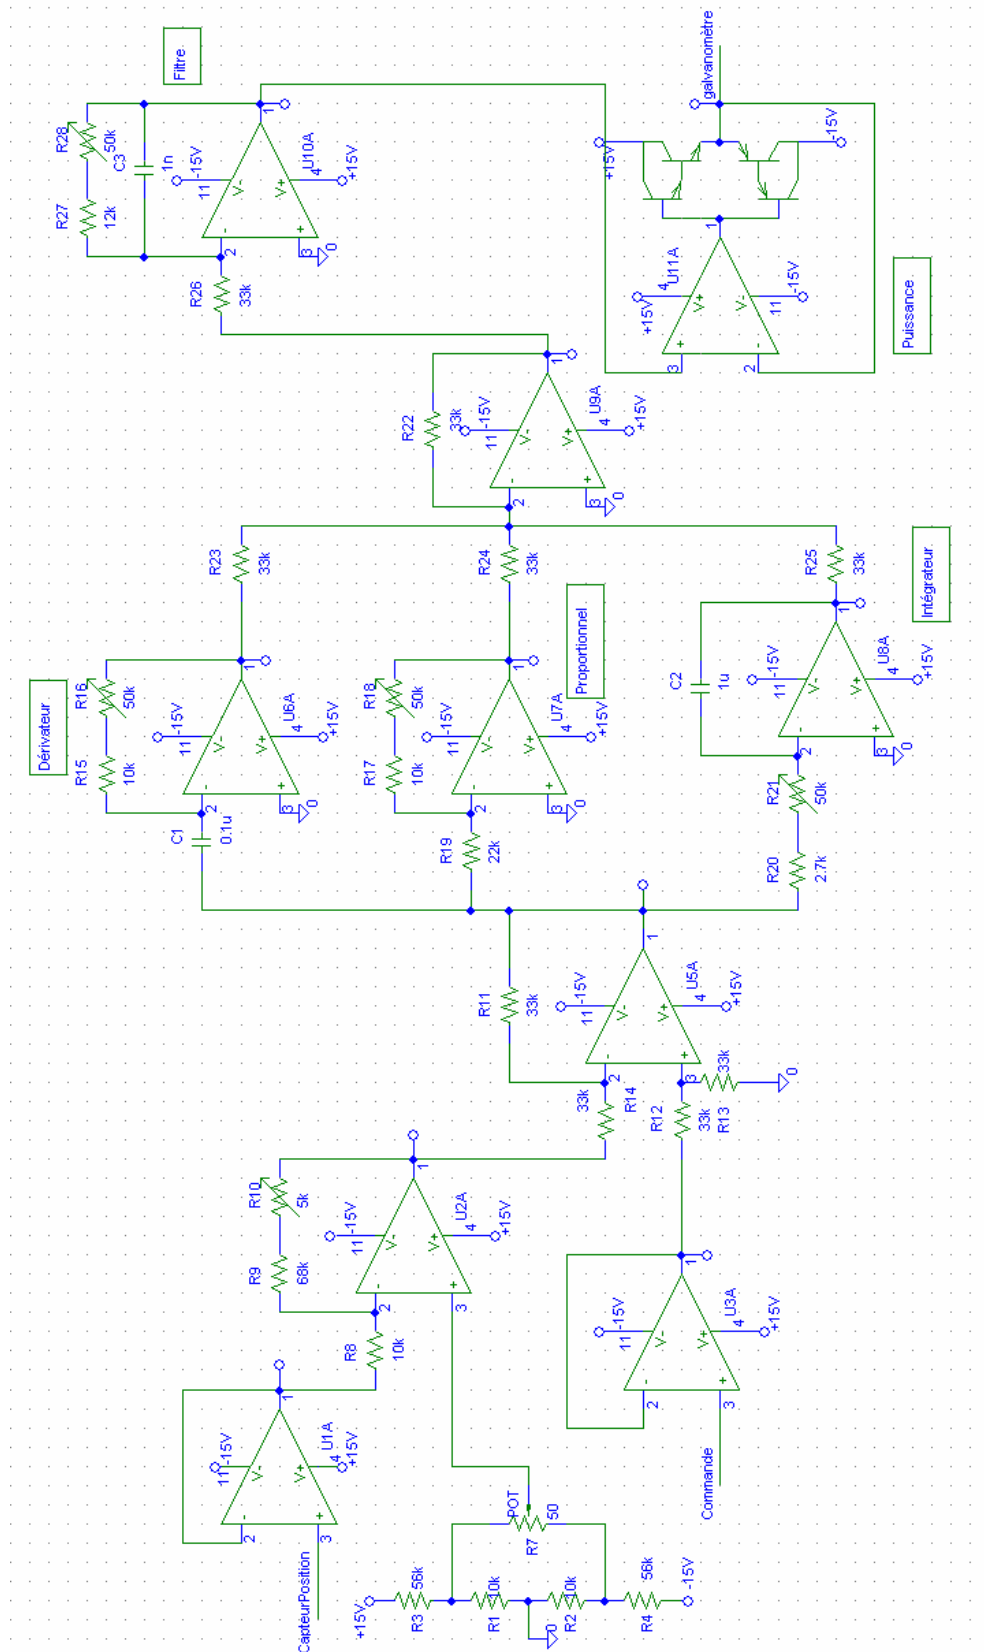 Filtre
R28
50k
R27
12k
C3
1n
-15V
11
V-
U10A
4
V+
+15V
1
2
-
+
3
0
R26
33k
galvanomètre
+15V
-15V
1
U11A
4
V+
+15V
V-
11
-15V
+
-
3
2
Puissance
R22
33k
1
-15V
11
V-
U9A
4
V+
+15V
-
+
2
3
0
R23
33k
R24
33k
R25
33k
Dérivateur
R16
50k
R15
10k
1
-15V
11
V-
U6A
4
V+
+15V
-
+
2
3
0
C1
0.1u
Proportionnel
R18
50k
R17
10k
1
-15V
11
V-
U7A
4
V+
+15V
-
+
2
3
0
R19
22k
Intégrateur
C2
1u
1
-15V
11
V-
U8A
4
V+
+15V
-
+
2
3
0
R21
50k
R20
2.7k
R11
33k
1
-15V
11
V-
U5A
4
V+
+15V
-
+
2
3
33k
R14
R12
33k
33k
R13
0
R10
5k
R9
68k
1
-15V
11
V-
U2A
4
V+
+15V
-
+
2
3
R8
10k
1
-15V
11
V-
U1A
4
V+
+15V
-
+
2
3
CapteurPosition
1
-15V
11
V-
U3A
4
V+
+15V
-
+
2
3
Commande
POT
R7
50
+15V
R3
56k
R1
10k
0
R2
10k
R4
56k
-15V